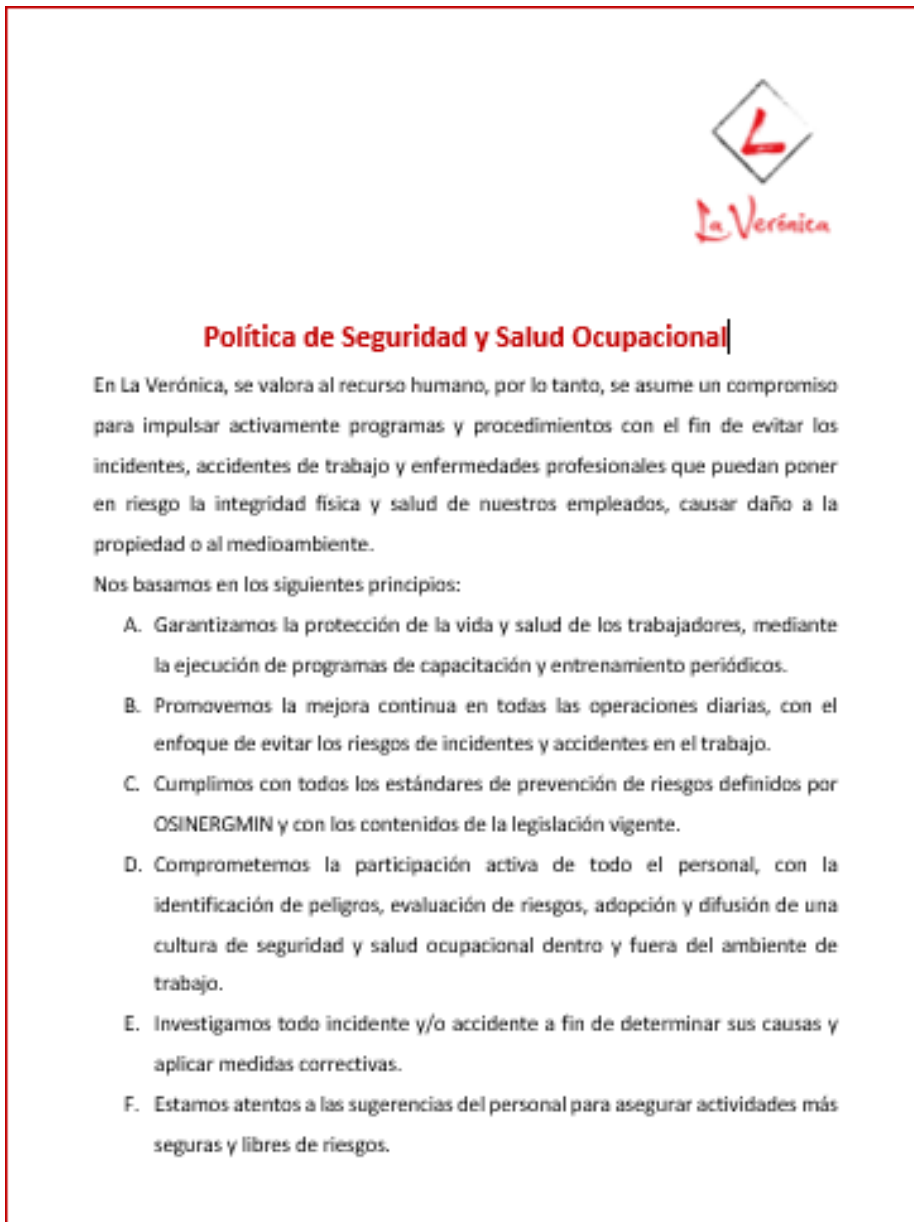 L
La Verónica
Política de Seguridad y Salud Ocupacional
En La Verónica, se valora al recurso humano, por lo tanto, se asume un compromiso
para impulsar activamente programas y procedimientos con el fin de evitar los
incidentes, accidentes de trabajo y enfermedades profesionales que puedan poner
en riesgo la integridad física y salud de nuestros empleados, causar daño a la
propiedad o al medioambiente.
Nos basamos en los siguientes principios:
A. Garantizamos la protección de la vida y salud de los trabajadores, mediante
la ejecución de programas de capacitación y entrenamiento periódicos.
B. Promovemos la mejora continua en todas las operaciones diarias, con el
enfoque de evitar los riesgos de incidentes y accidentes en el trabajo.
C. Cumplimos con todos los estándares de prevención de riesgos definidos por
OSINERGMIN y con los contenidos de la legislación vigente.
D. Comprometemos la participación activa de todo el personal, con la
identificación de peligros, evaluación de riesgos, adopción y difusión de una
cultura de seguridad y salud ocupacional dentro y fuera del ambiente de
trabajo.
E. Investigamos todo incidente y/o accidente a fin de determinar sus causas y
aplicar medidas correctivas.
F. Estamos atentos a las sugerencias del personal para asegurar actividades más
seguras y libres de riesgos.